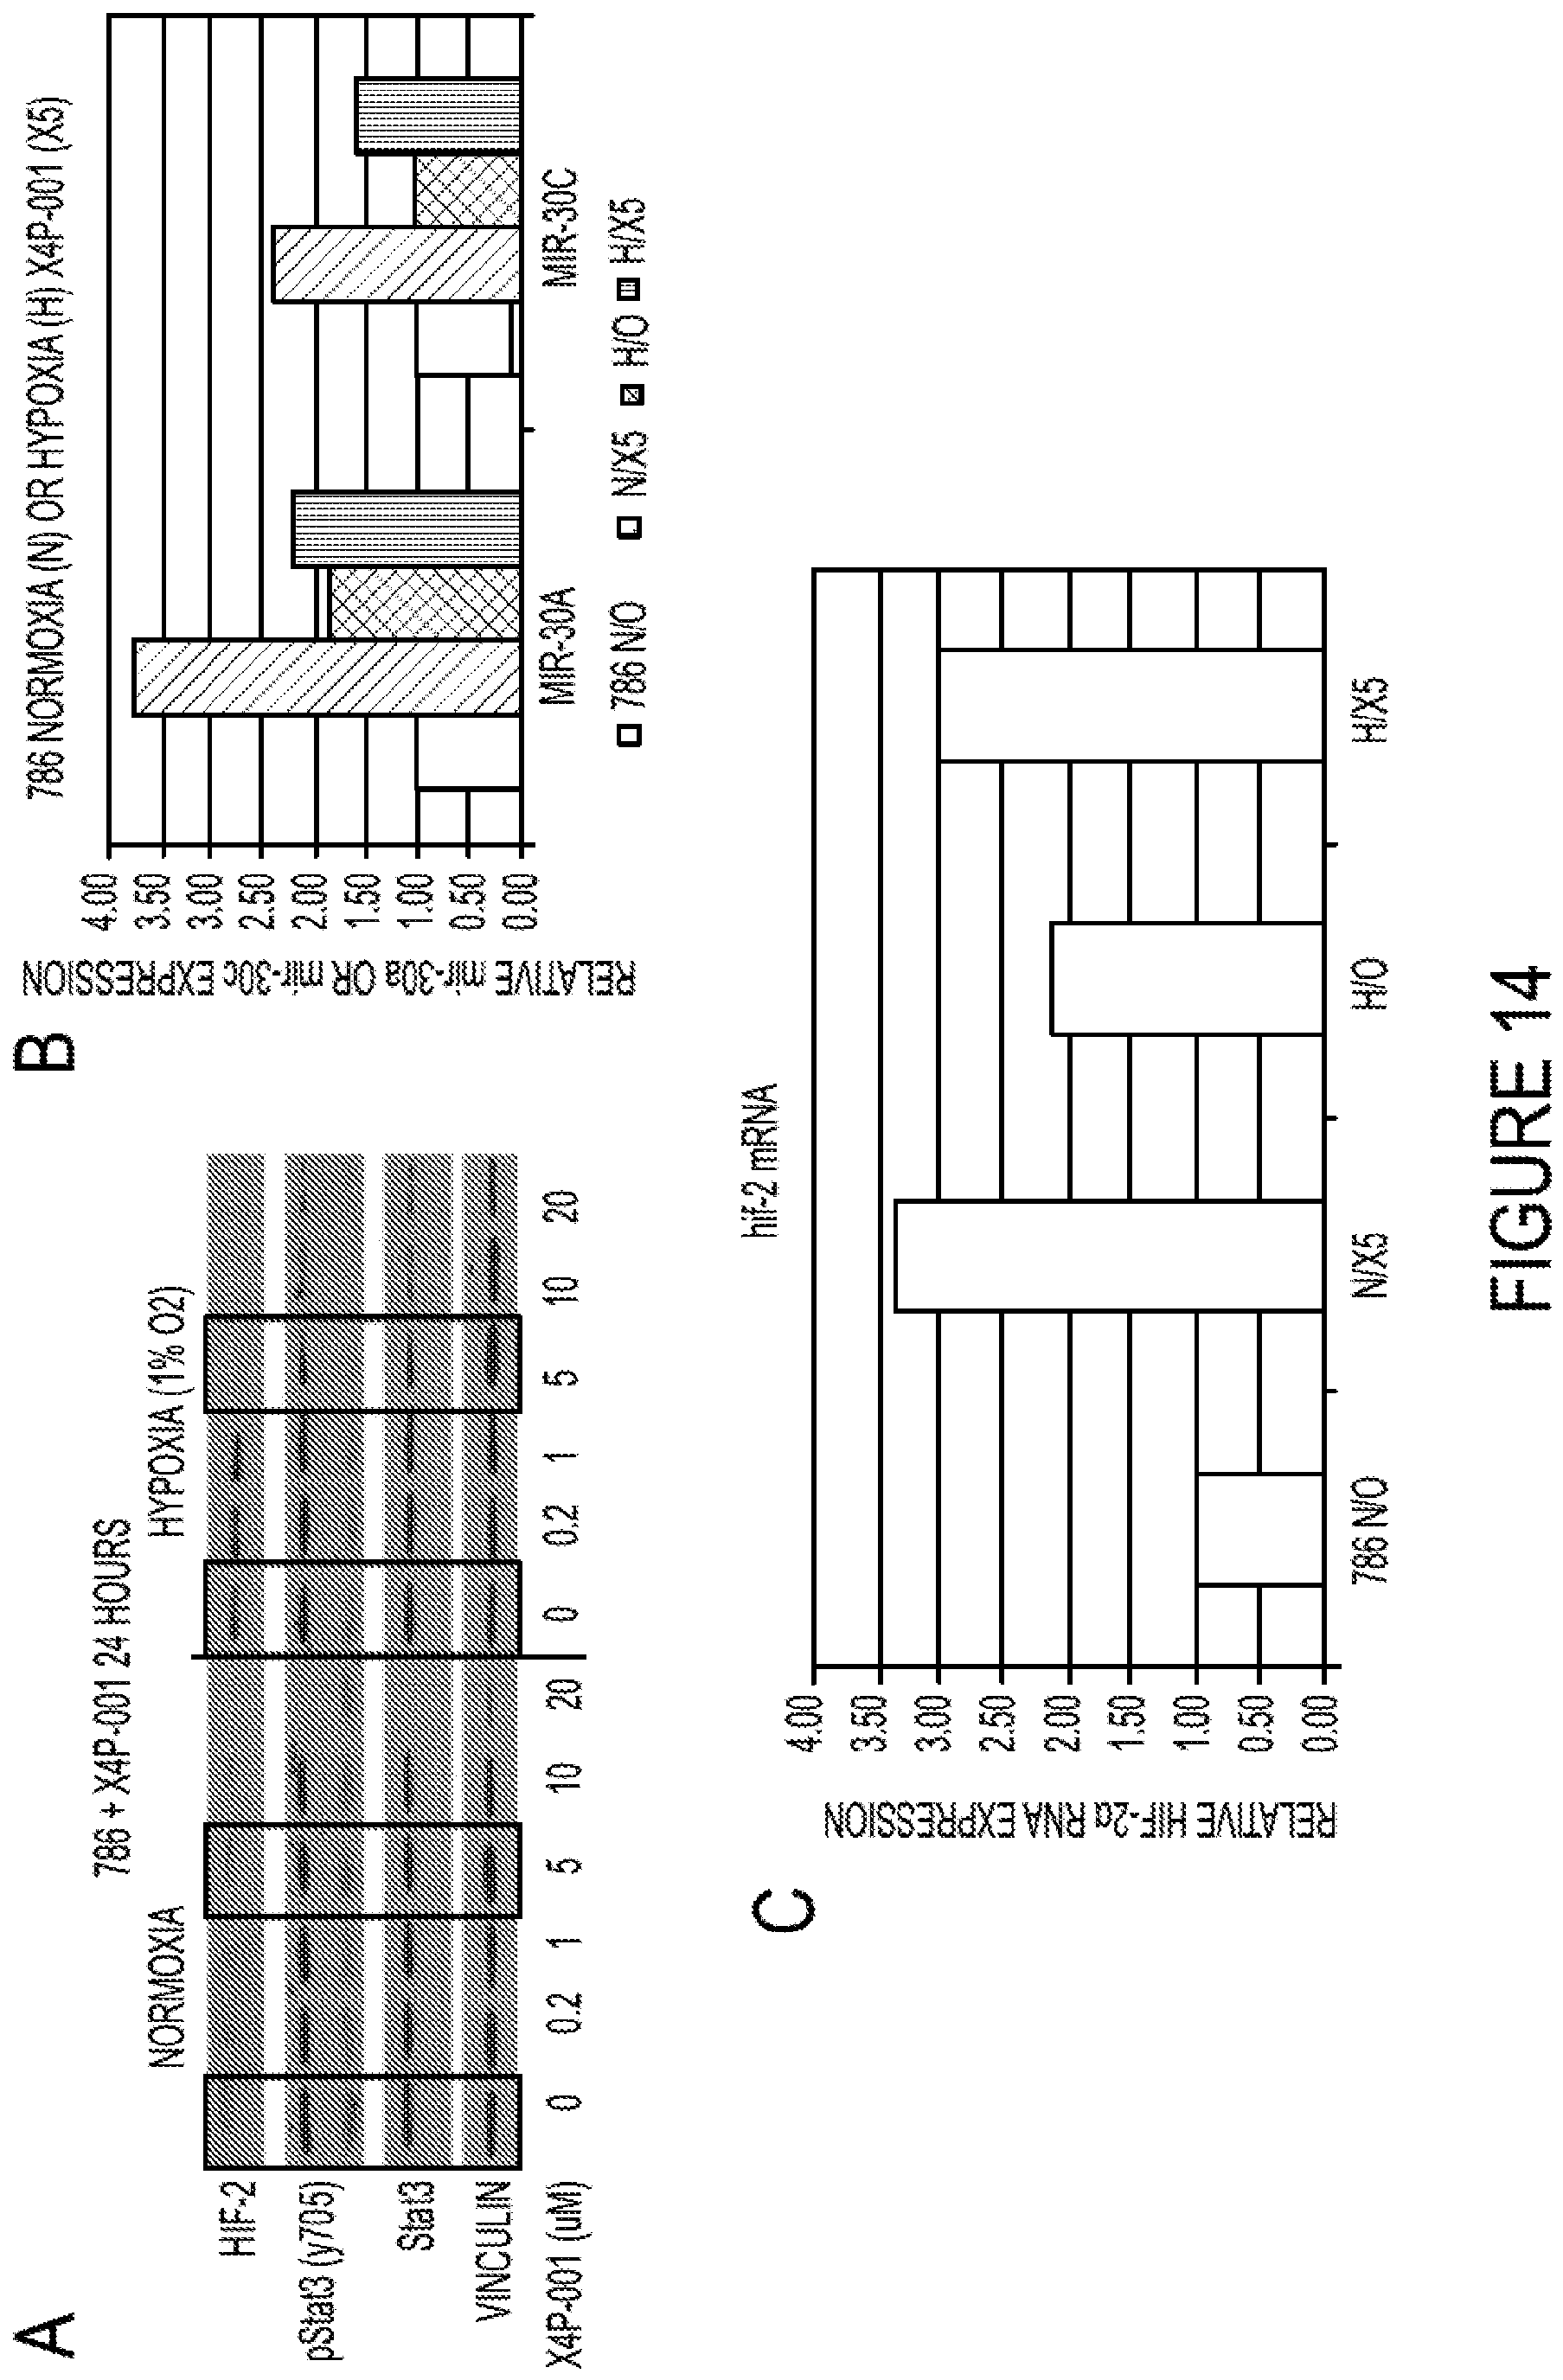 A
786 + X4P-001 24 HOURS
NORMOXIA
HYPOXIA (1% O2)
HIF-2
pStat3 (y705)
Stat3
VINCULIN
X4P-001 (uM)
0 0.2 1 5 10 20 0 0.2 1 5 10 20
B
786 NORMOXIA (N) OR HYPOXIA (H) X4P-001 (X5)
RELATIVE mir-30a OR mir-30c EXPRESSION
4.00
3.50
3.00
2.50
2.00
1.50
1.00
0.50
0.00
MIR-30A MIR-30C
786 N/O N/X5 H/O H/X5
C
hif-2 mRNA
RELATIVE HIF-2α RNA EXPRESSION
4.00
3.50
3.00
2.50
2.00
1.50
1.00
0.50
0.00
786 N/O N/X5 H/O H/X5
FIGURE 14